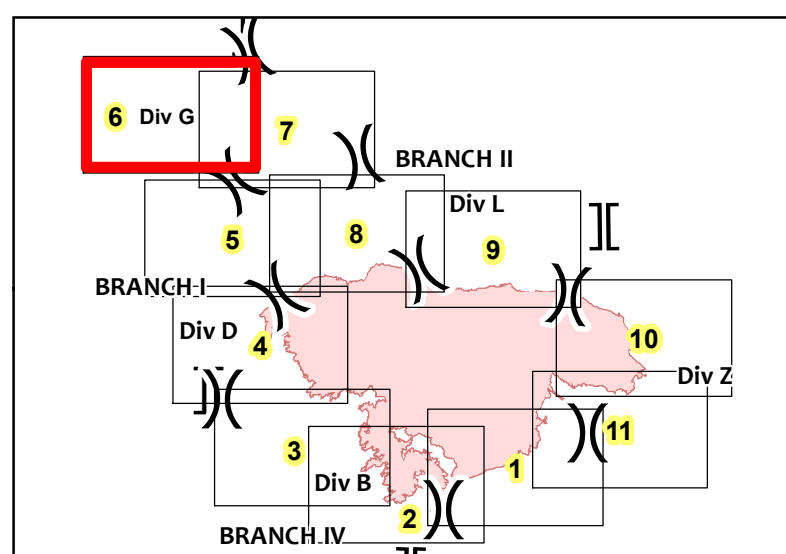 6 Div G
7
BRANCH II
Div L
5
8
9
BRANCH I
Div D
4
10
Div Z
3
11
1
Div B
2
BRANCH IV